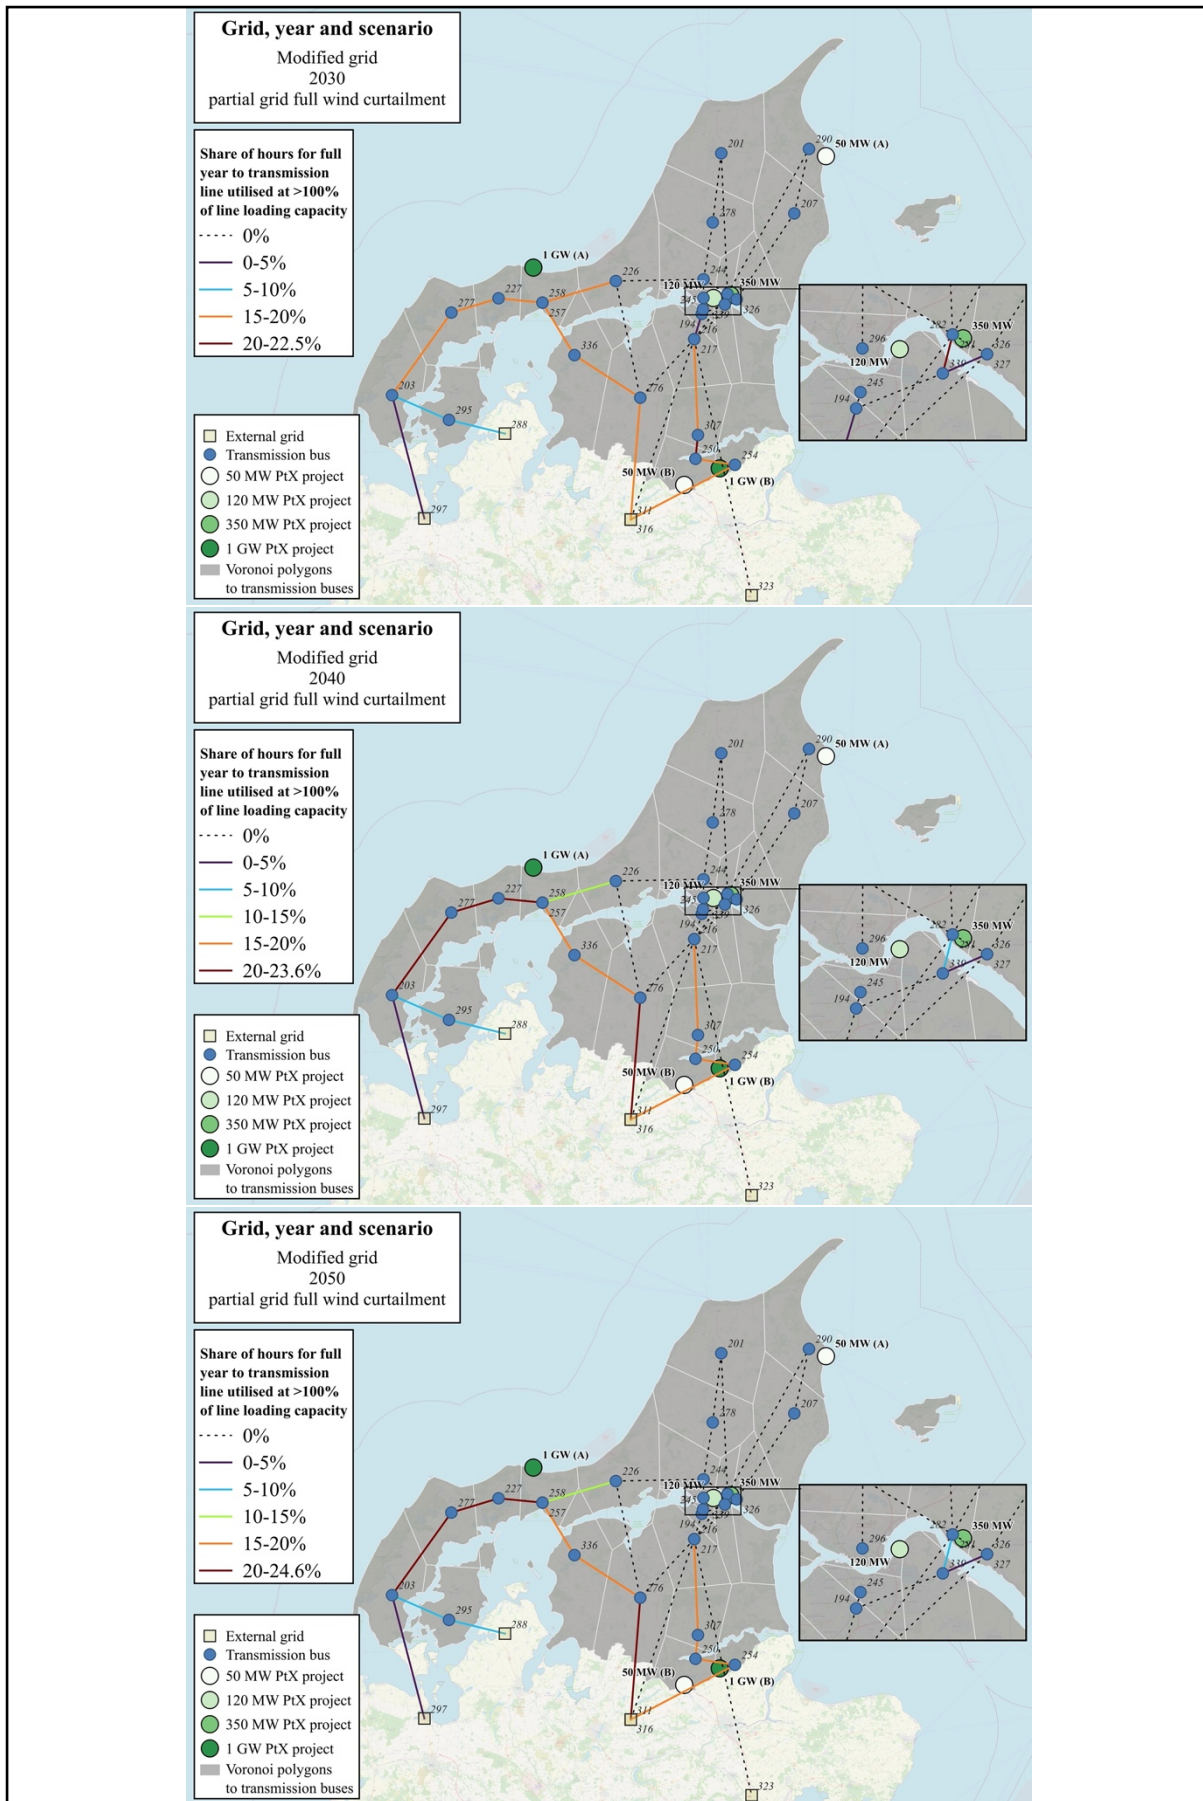 Grid, year and scenario
Modified grid
2030
partial grid full wind curtailment
Share of hours for full
year to transmission
line utilised at >100%
of line loading capacity
0%
0-5%
5-10%
15-20%
20-22.5%
External grid
Transmission bus
50 MW PtX project
120 MW PtX project
350 MW PtX project
1 GW PtX project
Voronoi polygons
to transmission buses
201
290
50 MW (A)
278
207
1 GW (A)
226
244
120 MW
350 MW
277
227
258
257
245
339
326
194
216
217
336
203
276
295
288
307
250
254
50 MW (B)
1 GW (B)
297
311
316
323
282
350 MW
296
326
120 MW
327
339
245
194
Grid, year and scenario
Modified grid
2040
partial grid full wind curtailment
Share of hours for full
year to transmission
line utilised at >100%
of line loading capacity
0%
0-5%
5-10%
10-15%
15-20%
20-23.6%
External grid
Transmission bus
50 MW PtX project
120 MW PtX project
350 MW PtX project
1 GW PtX project
Voronoi polygons
to transmission buses
201
290
50 MW (A)
278
207
1 GW (A)
226
244
120 MW
350 MW
277
227
258
257
245
339
326
194
216
217
336
203
276
295
288
307
250
254
50 MW (B)
1 GW (B)
297
311
316
323
282
350 MW
296
326
120 MW
327
339
245
194
Grid, year and scenario
Modified grid
2050
partial grid full wind curtailment
Share of hours for full
year to transmission
line utilised at >100%
of line loading capacity
0%
0-5%
5-10%
10-15%
15-20%
20-24.6%
External grid
Transmission bus
50 MW PtX project
120 MW PtX project
350 MW PtX project
1 GW PtX project
Voronoi polygons
to transmission buses
201
290
50 MW (A)
278
207
1 GW (A)
226
244
120 MW
350 MW
277
227
258
257
245
339
326
194
216
217
336
203
276
295
288
307
250
254
50 MW (B)
1 GW (B)
297
311
316
323
282
350 MW
296
326
120 MW
327
339
245
194